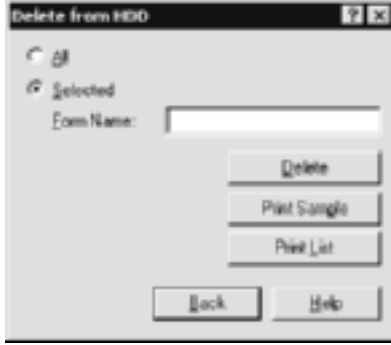 Delete from HDD
All
Selected
Form Name:
Delete
Print Sample
Print List
Back
Help